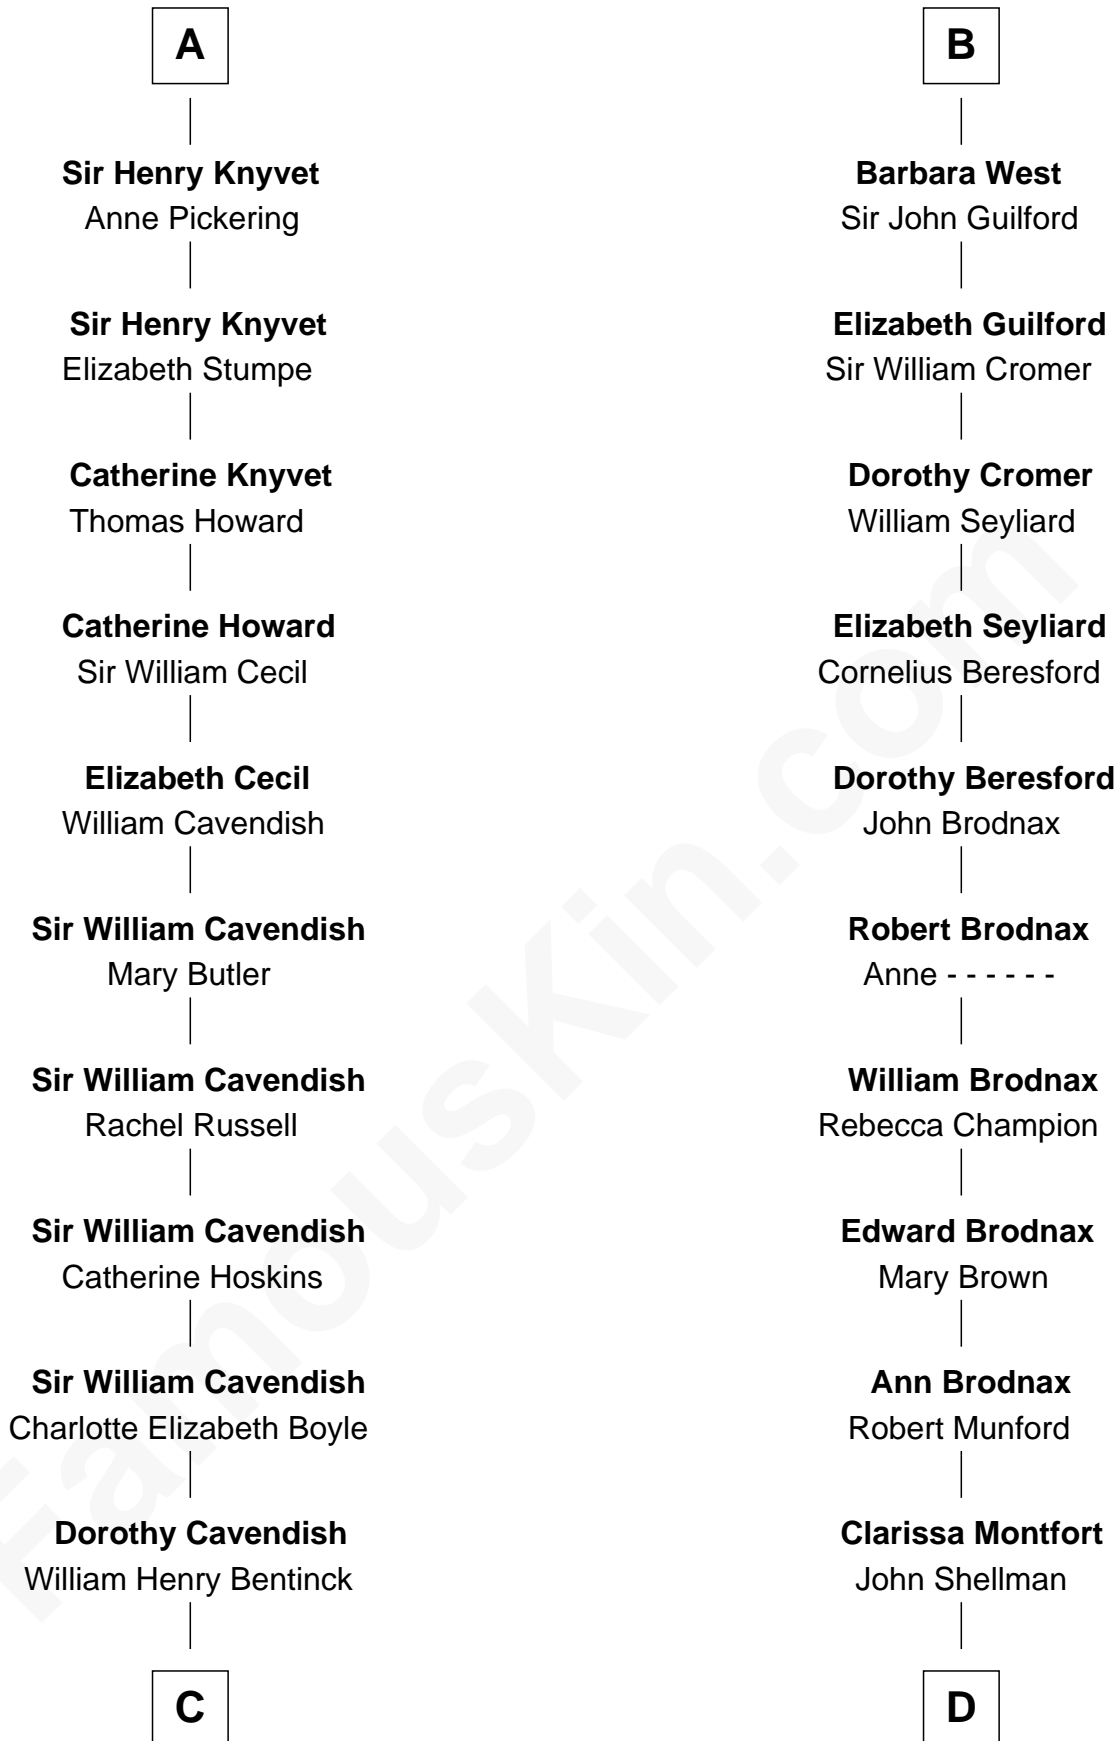 A
Sir Henry Knyvet
Anne Pickering
Sir Henry Knyvet
Elizabeth Stumpe
Catherine Knyvet
Thomas Howard
Catherine Howard
Sir William Cecil
Elizabeth Cecil
William Cavendish
Sir William Cavendish
Mary Butler
Sir William Cavendish
Rachel Russell
Sir William Cavendish
Catherine Hoskins
Sir William Cavendish
Charlotte Elizabeth Boyle
Dorothy Cavendish
William Henry Bentinck
C
B
Barbara West
Sir John Guilford
Elizabeth Guilford
Sir William Cromer
Dorothy Cromer
William Seyliard
Elizabeth Seyliard
Cornelius Beresford
Dorothy Beresford
John Brodnax
Robert Brodnax
Anne - - - - - -
William Brodnax
Rebecca Champion
Edward Brodnax
Mary Brown
Ann Brodnax
Robert Munford
Clarissa Montfort
John Shellman
D
FamousKin.com